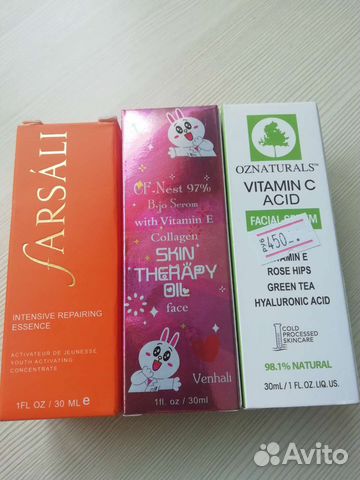 fARSÁLI
INTENSIVE REPAIRING
ESSENCE
ACTIVATEUR DE JEUNESSE
YOUTH ACTIVATING
CONCENTRATE
1FL OZ / 30 ML e
CF-Nest 97%
B-jo Serum
with Vitamin E
Collagen
SKIN
THERAPY
OIL
face
Venhali
1fl. oz / 30ml
OZNATURALS™
VITAMIN C
ACID
FACIAL SERUM
450-
VITAMIN E
ROSE HIPS
GREEN TEA
HYALURONIC ACID
COLD
PROCESSED
SKINCARE
98.1% NATURAL
30mL / 1 FL. OZ. LIQ. US.
Avito